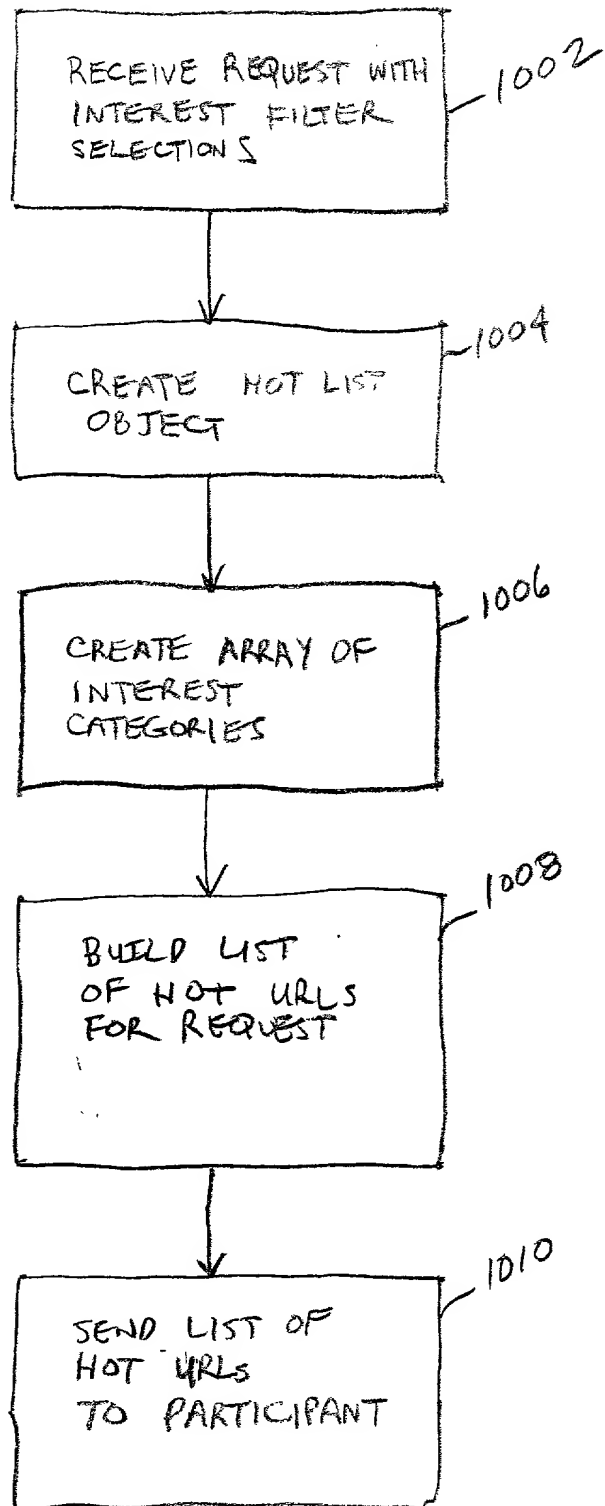 RECEIVE REQUEST WITH
INTEREST FILTER
SELECTIONS
1002
CREATE HOT LIST
OBJECT
1004
CREATE ARRAY OF
INTEREST
CATEGORIES
1006
BUILD LIST
OF HOT URLS
FOR REQUEST
1008
SEND LIST OF
HOT URLs
TO PARTICIPANT
1010